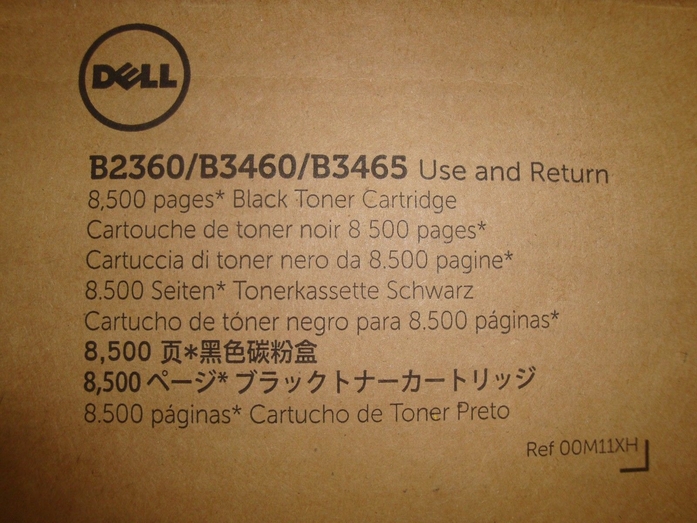 DELL
B2360/B3460/B3465 Use and Return
8,500 pages* Black Toner Cartridge
Cartouche de toner noir 8 500 pages*
Cartuccia di toner nero da 8.500 pagine*
8.500 Seiten* Tonerkassette Schwarz
Cartucho de tóner negro para 8.500 páginas*
8,500 页*黑色碳粉盒
8,500 ページ* ブラックトナーカートリッジ
8.500 páginas* Cartucho de Toner Preto
Ref 00M11XH